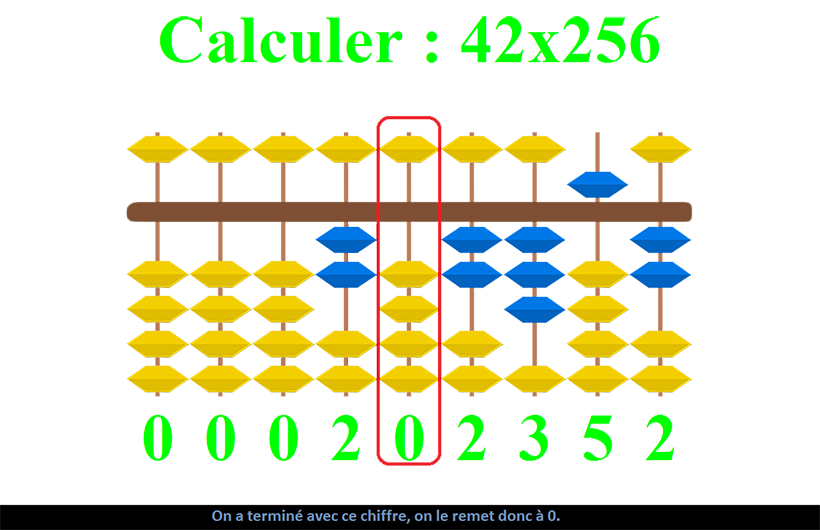 Calculer : 42x256
0 0 0 2 0 2 3 5 2
On a terminé avec ce chiffre, on le remet donc à 0.